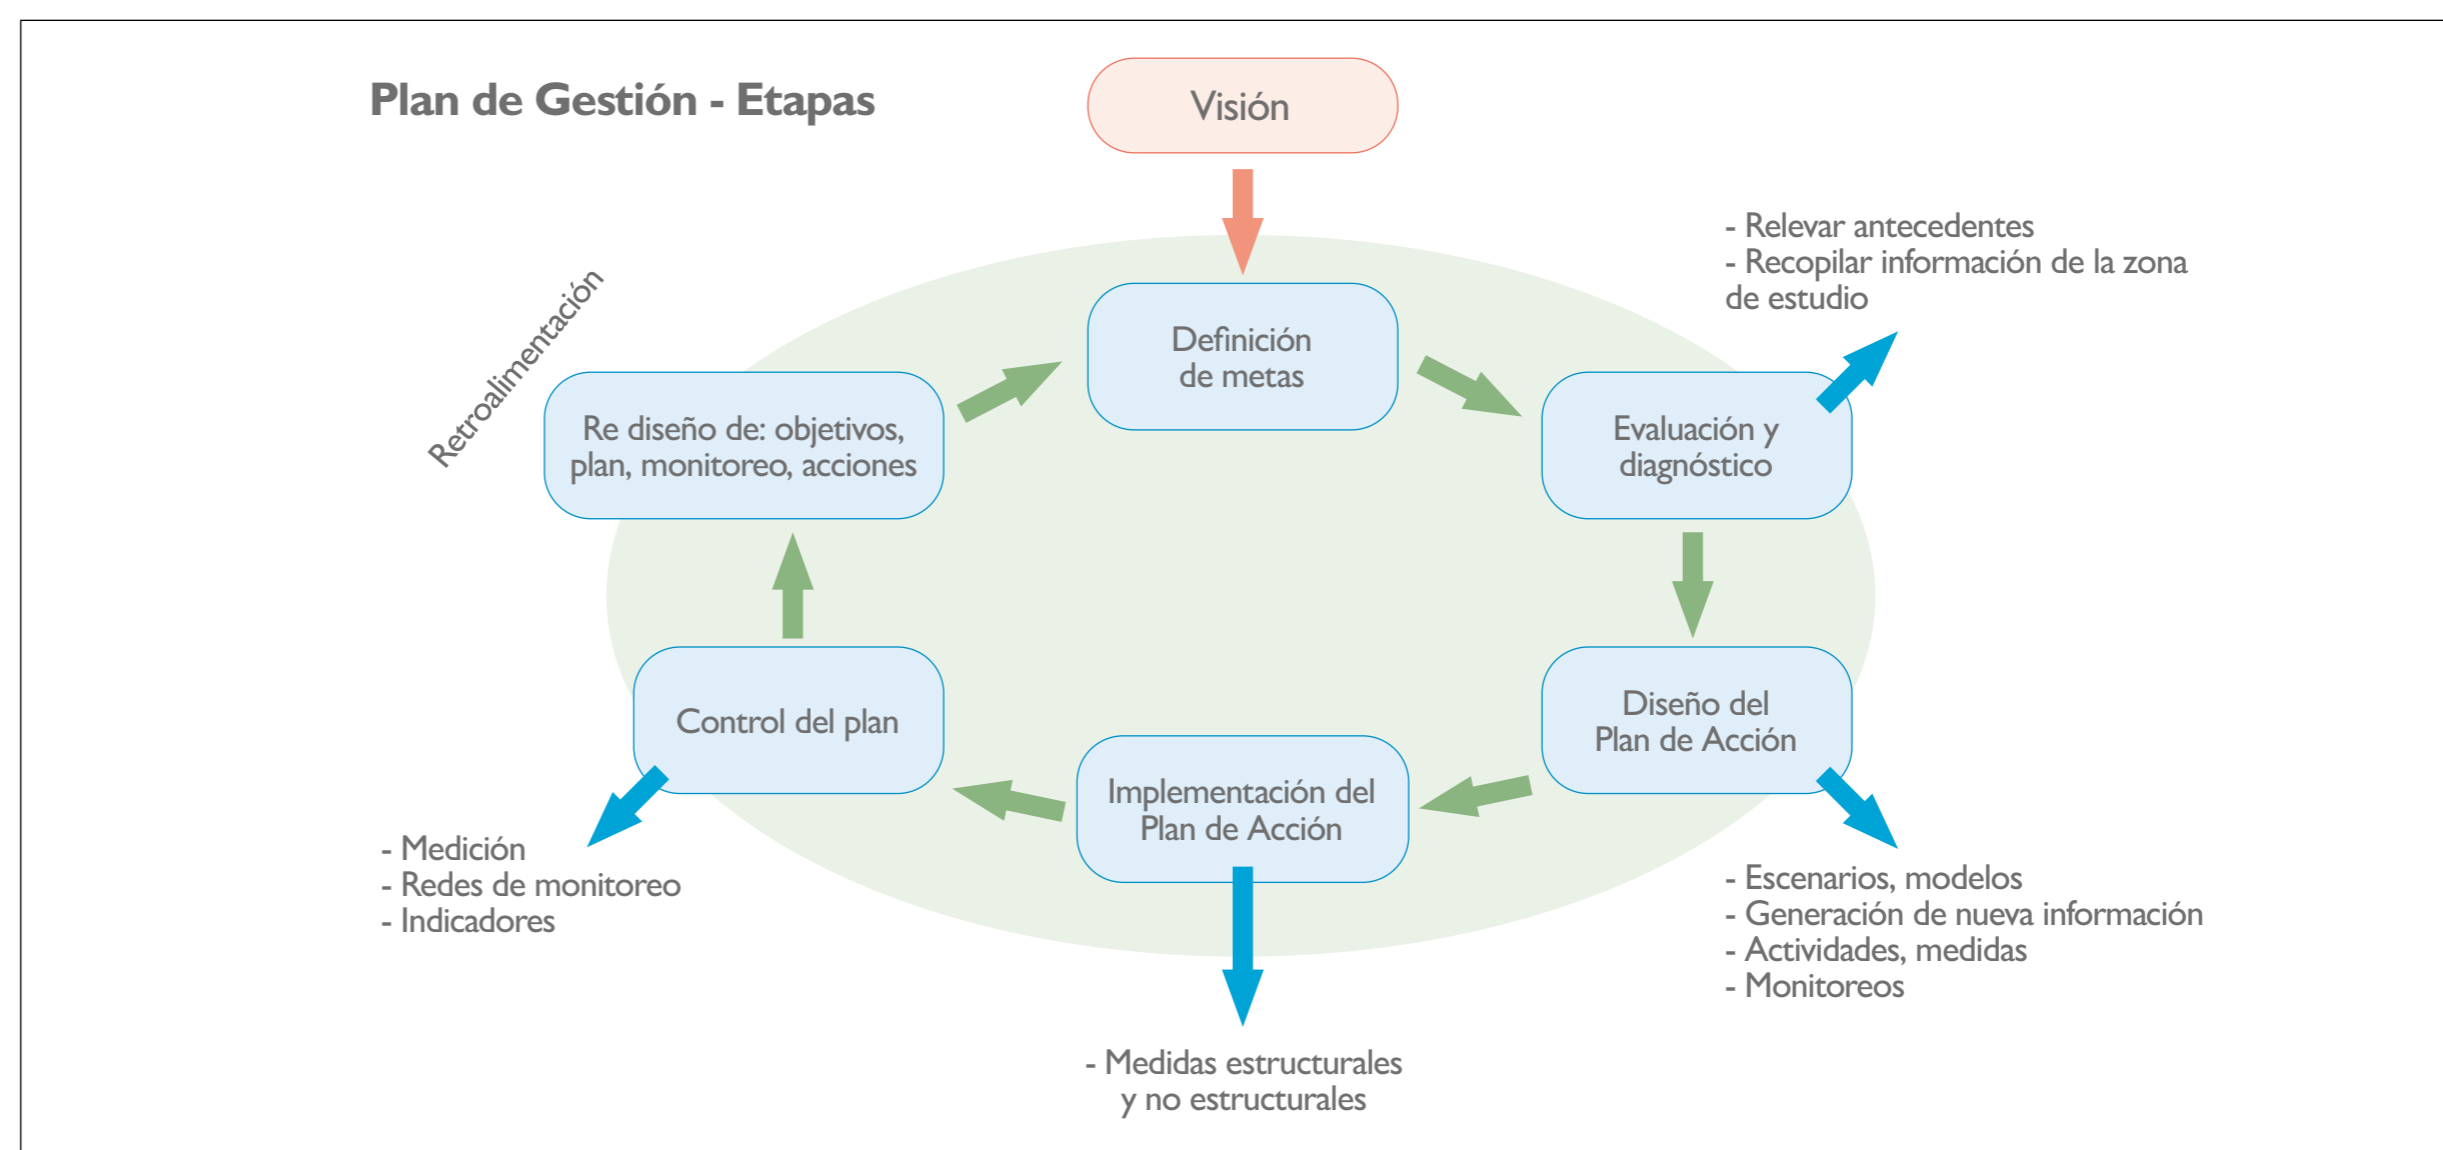 Plan de Gestión - Etapas
Visión
- Relevar antecedentes
- Recopilar información de la zona
de estudio
Retroalimentación
Definición
de metas
Re diseño de: objetivos,
plan, monitoreo, acciones
Evaluación y
diagnóstico
Control del plan
Diseño del
Plan de Acción
Implementación del
Plan de Acción
- Medición
- Redes de monitoreo
- Indicadores
- Escenarios, modelos
- Generación de nueva información
- Actividades, medidas
- Monitoreos
- Medidas estructurales
y no estructurales